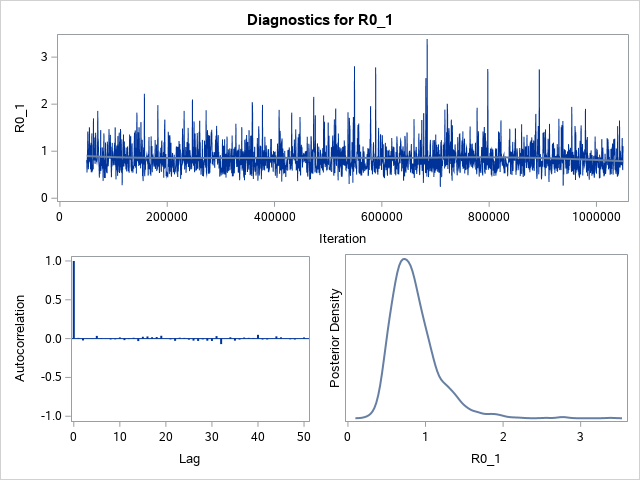 Diagnostics for R0_1
R0_1
3
2
1
0
0 200000 400000 600000 800000 1000000
Iteration
Autocorrelation
1.0
0.5
0.0
-0.5
-1.0
0 10 20 30 40 50
Lag
Posterior Density
0 1 2 3
R0_1